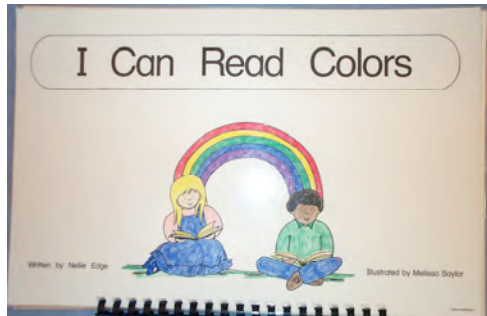 I Can Read Colors
Written by Nellie Edge
Illustrated by Melissa Saylor